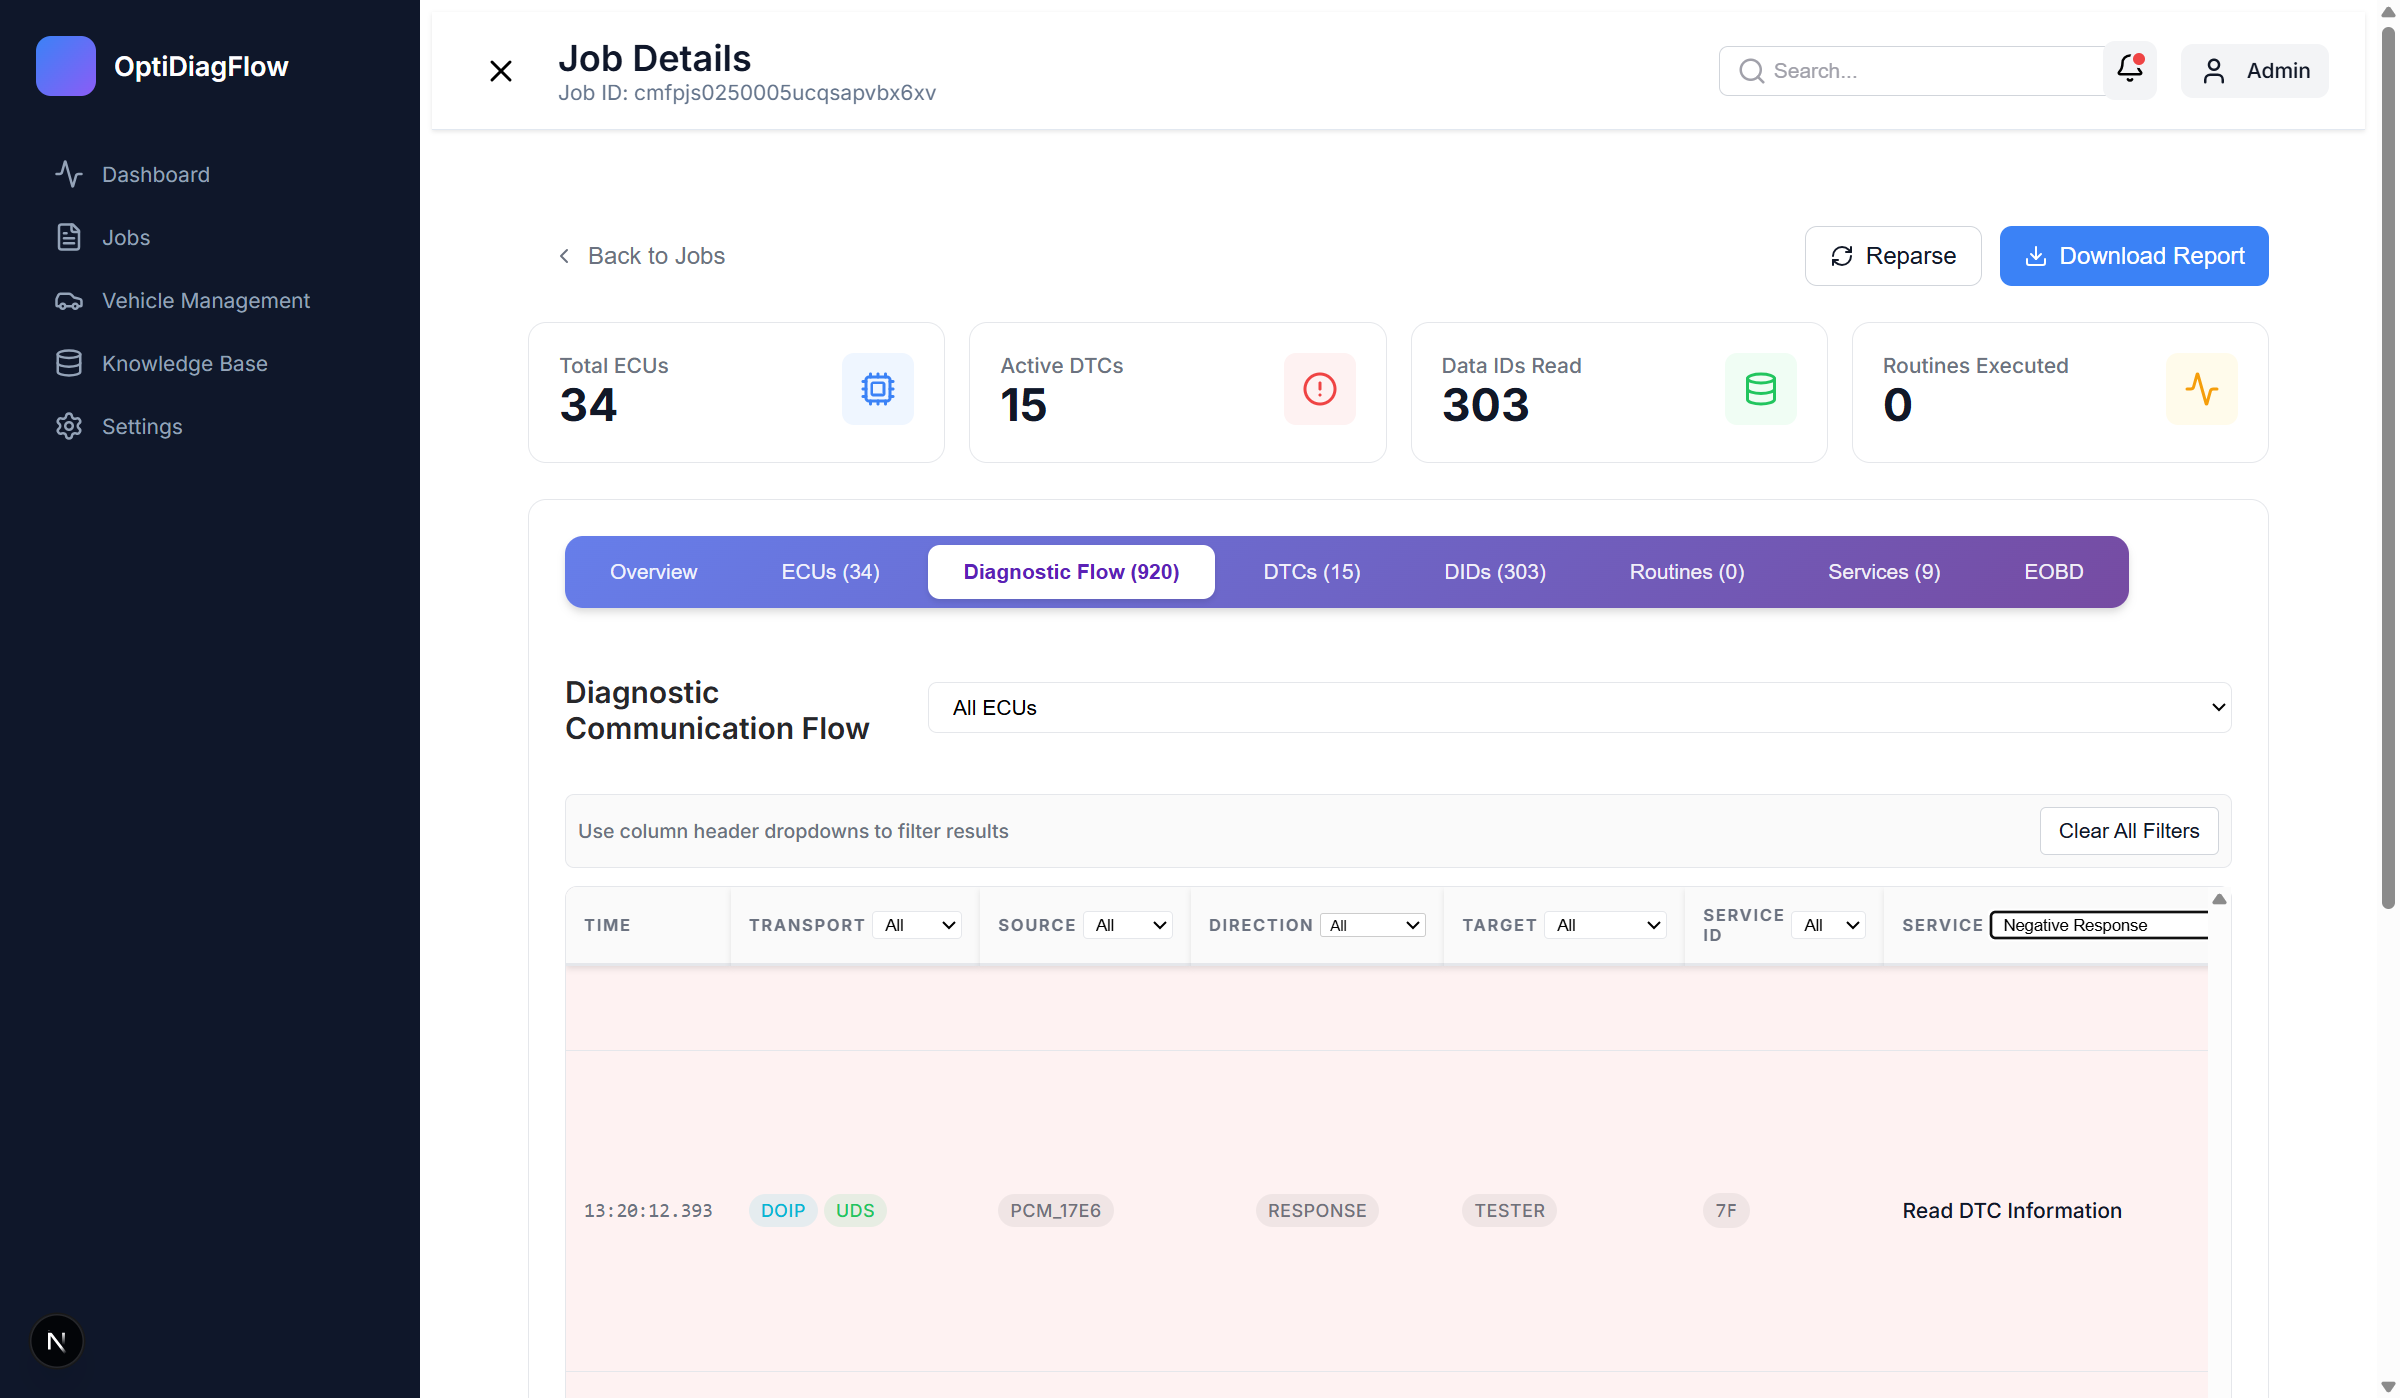 OptiDiagFlow
Dashboard
Jobs
Vehicle Management
Knowledge Base
Settings
N
Job Details
Job ID: cmfpjs0250005ucqsapvbx6xv
Search...
Admin
Back to Jobs
Reparse
Download Report
Total ECUs
34
Active DTCs
15
Data IDs Read
303
Routines Executed
0
Overview
ECUs (34)
Diagnostic Flow (920)
DTCs (15)
DIDs (303)
Routines (0)
Services (9)
EOBD
Diagnostic
Communication Flow
All ECUs
Use column header dropdowns to filter results
Clear All Filters
TIME
TRANSPORT All
SOURCE All
DIRECTION All
TARGET All
SERVICE
ID
All
SERVICE Negative Response
13:20:12.393 DOIP UDS PCM_17E6 RESPONSE TESTER 7F Read DTC Information